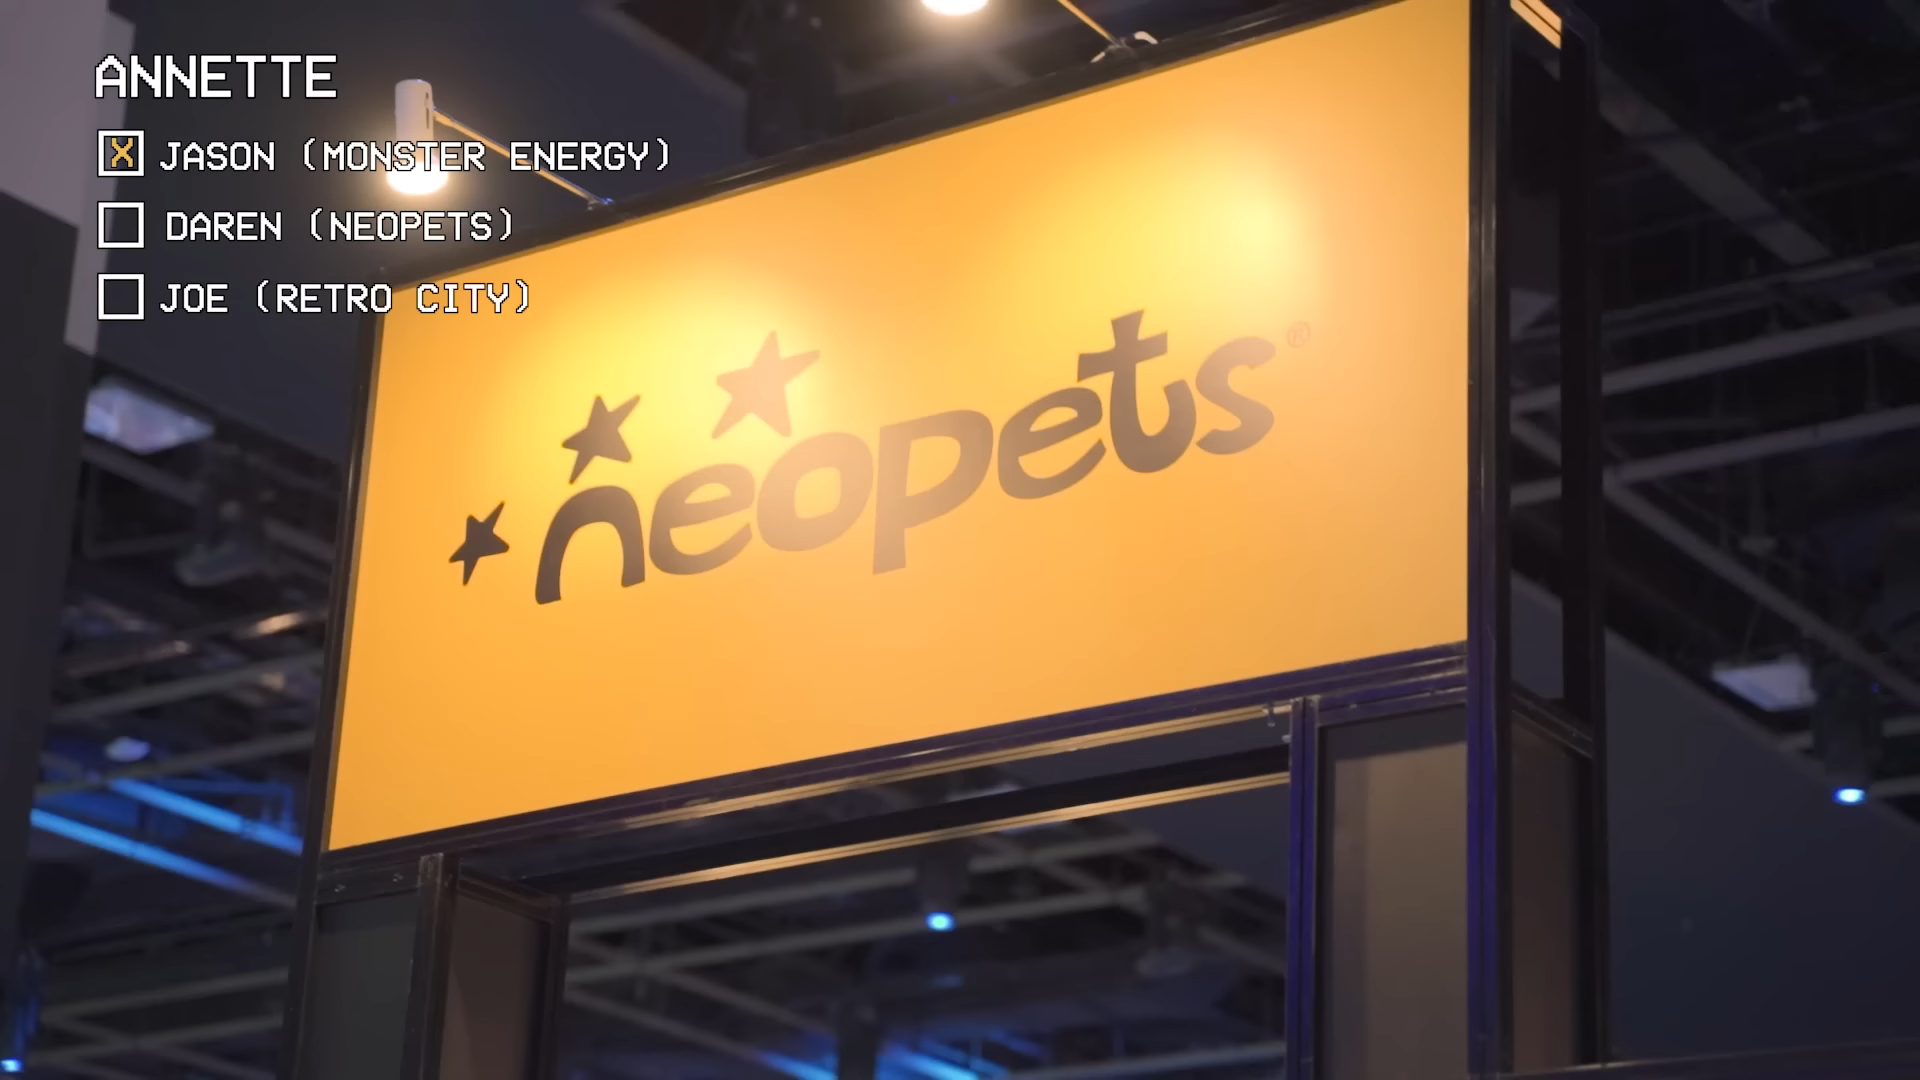 ANNETTE
X JASON (MONSTER ENERGY)
DAREN (NEOPETS)
JOE (RETRO CITY)
neopets®